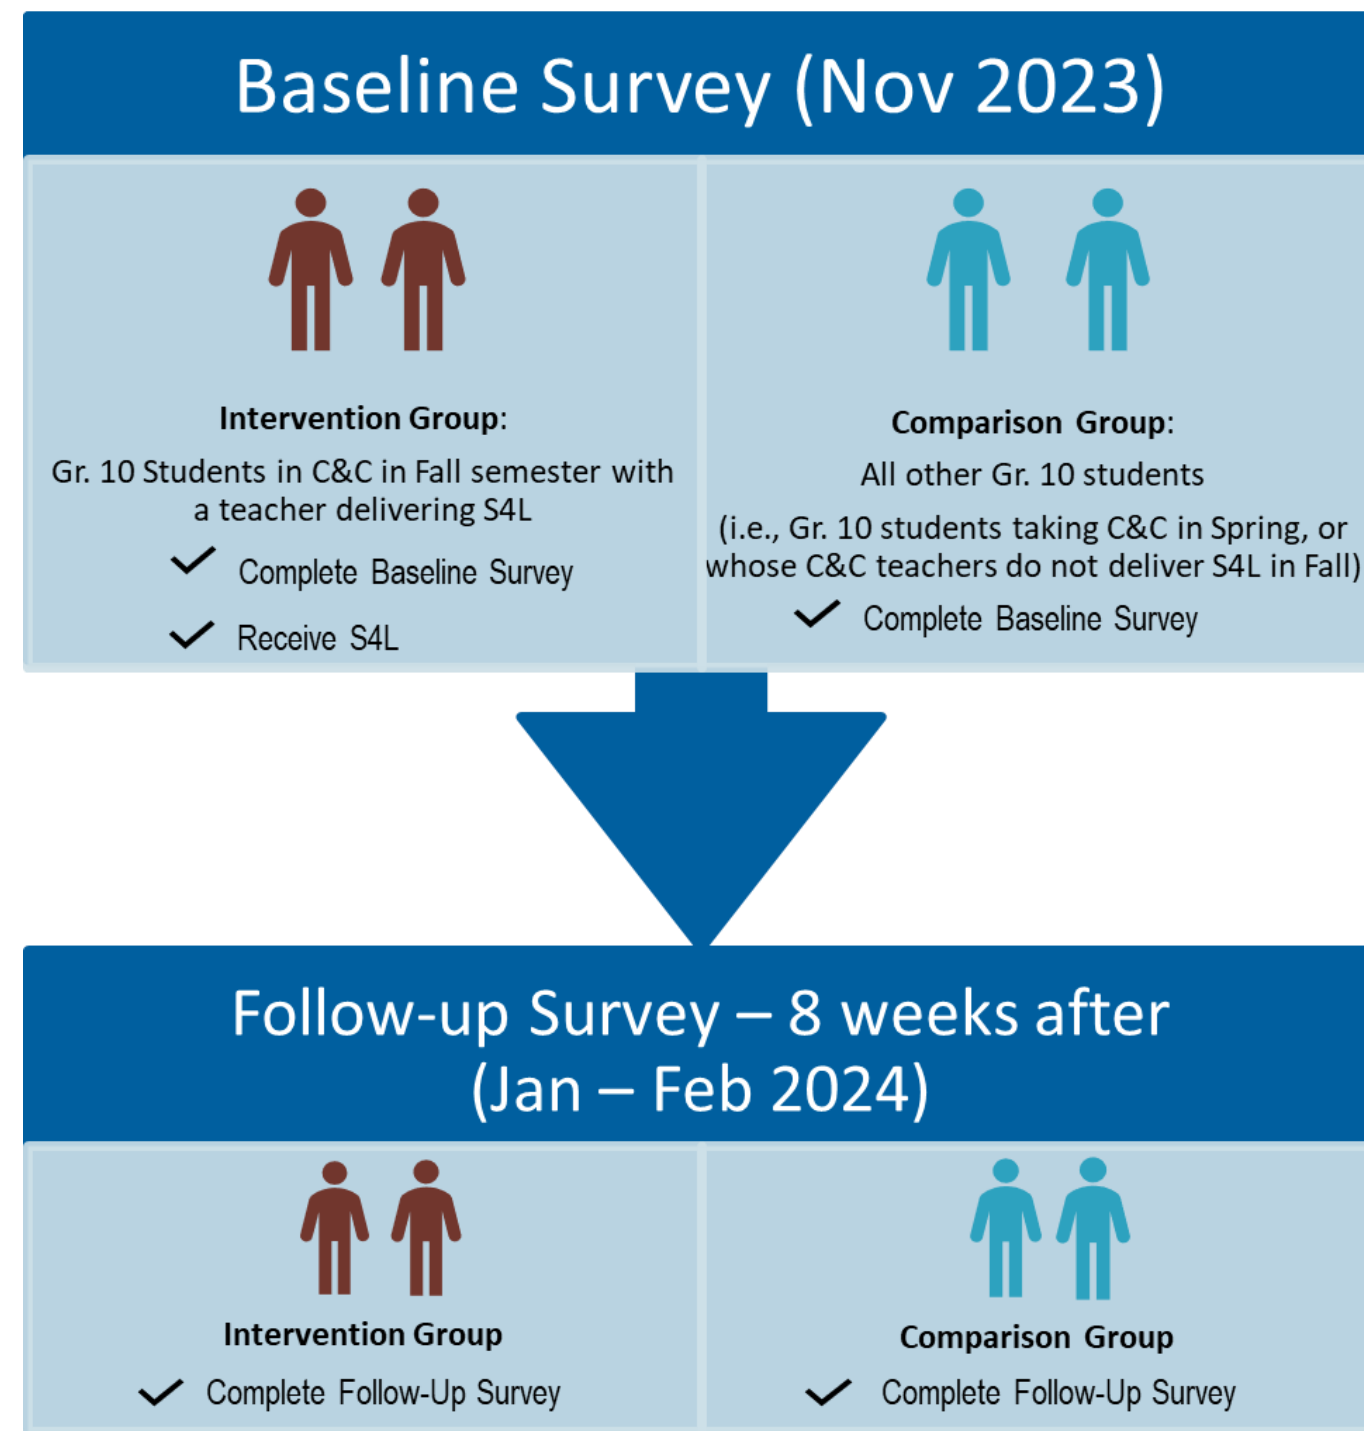 Baseline Survey (Nov 2023)
Intervention Group:
Gr. 10 Students in C&C in Fall semester with
a teacher delivering S4L
Complete Baseline Survey
Receive S4L
Comparison Group:
All other Gr. 10 students
(i.e., Gr. 10 students taking C&C in Spring, or
whose C&C teachers do not deliver S4L in Fall)
Complete Baseline Survey
Follow-up Survey – 8 weeks after
(Jan – Feb 2024)
Intervention Group
Complete Follow-Up Survey
Comparison Group
Complete Follow-Up Survey